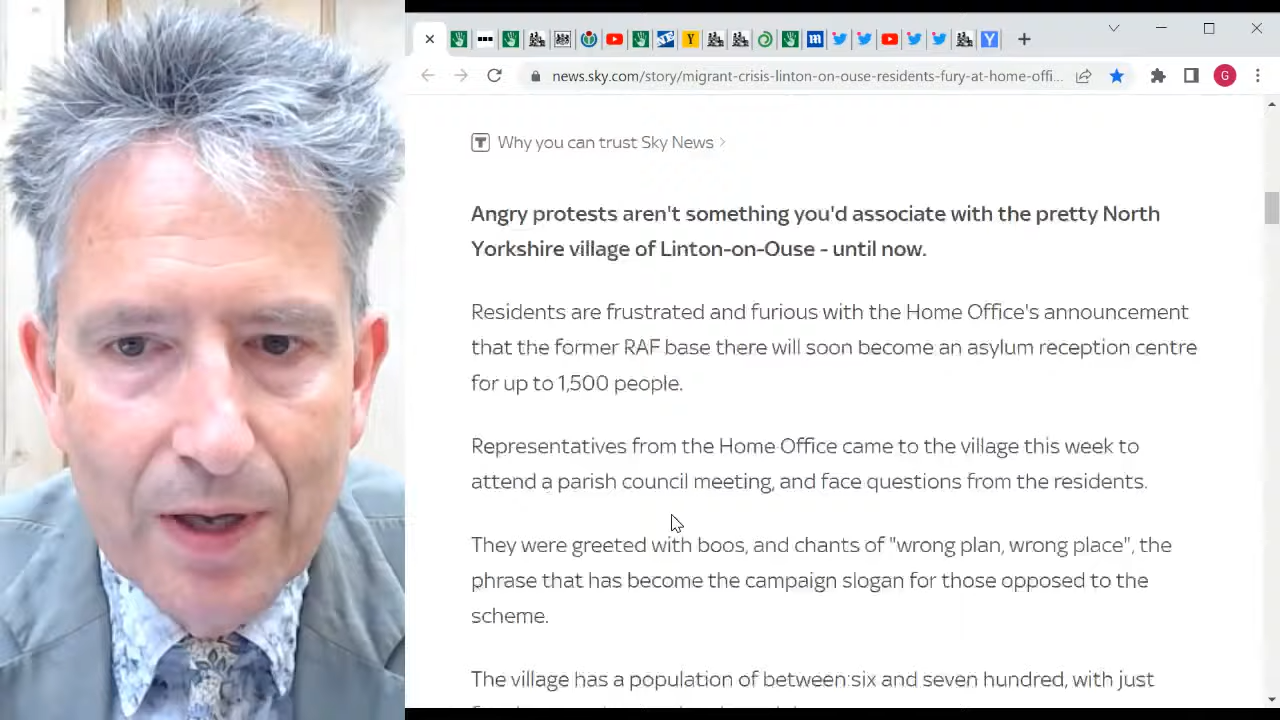 news.sky.com/story/migrant-crisis-linton-on-ouse-residents-fury-at-home-offi...
G
Why you can trust Sky News
Angry protests aren't something you'd associate with the pretty North
Yorkshire village of Linton-on-Ouse - until now.
Residents are frustrated and furious with the Home Office's announcement
that the former RAF base there will soon become an asylum reception centre
for up to 1,500 people.
Representatives from the Home Office came to the village this week to
attend a parish council meeting, and face questions from the residents.
They were greeted with boos, and chants of "wrong plan, wrong place", the
phrase that has become the campaign slogan for those opposed to the
scheme.
The village has a population of between six and seven hundred, with just